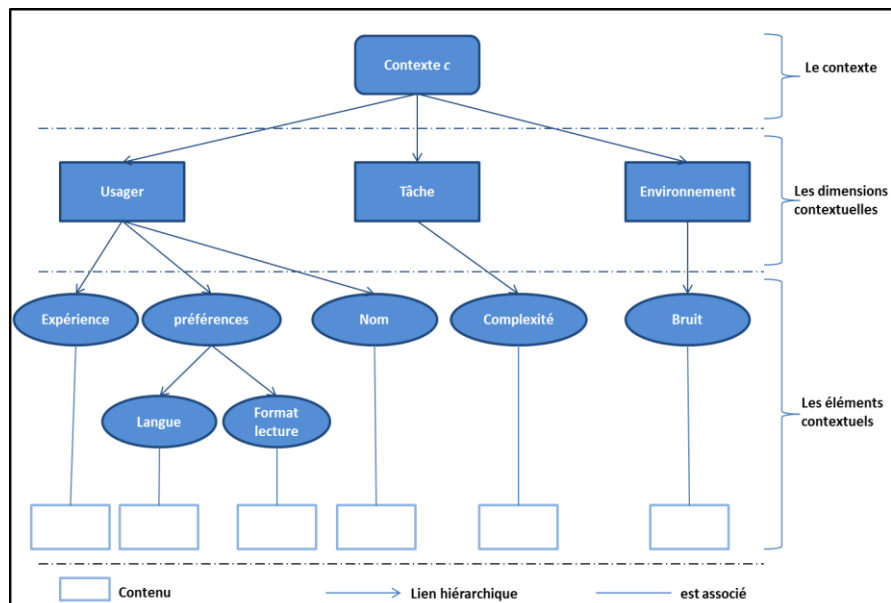 Contexte c
Le contexte
Usager
Tâche
Environnement
Les dimensions
contextuelles
Expérience
préférences
Nom
Complexité
Bruit
Langue
Format
lecture
Les éléments
contextuels
Contenu
Lien hiérarchique
est associé